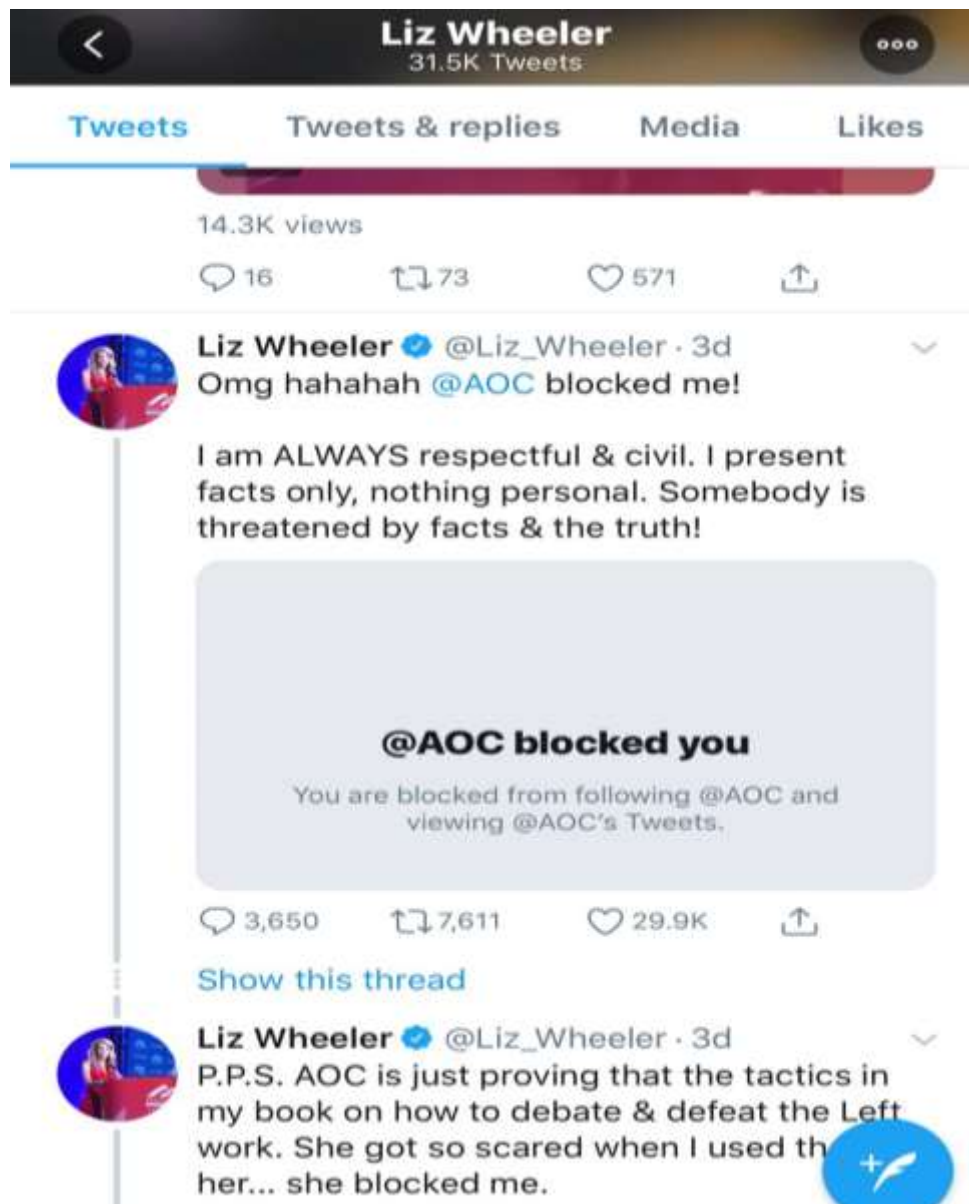 Liz Wheeler
31.5K Tweets
Tweets Tweets & replies Media Likes
14.3K views
16 73 571
Liz Wheeler @Liz_Wheeler · 3d
Omg hahahah @AOC blocked me!
I am ALWAYS respectful & civil. I present
facts only, nothing personal. Somebody is
threatened by facts & the truth!
@AOC blocked you
You are blocked from following @AOC and
viewing @AOC's Tweets.
3,650 7,611 29.9K
Show this thread
Liz Wheeler @Liz_Wheeler · 3d
P.P.S. AOC is just proving that the tactics in
my book on how to debate & defeat the Left
work. She got so scared when I used
her... she blocked me.